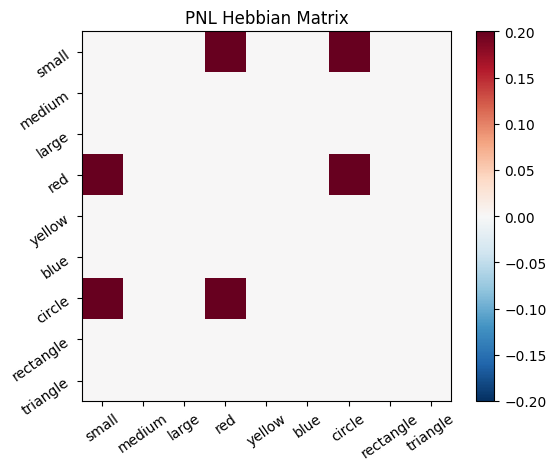 PNL Hebbian Matrix
small
medium
large
red
yellow
blue
circle
rectangle
triangle
small
medium
large
red
yellow
blue
circle
rectangle
triangle
0.20
0.15
0.10
0.05
0.00
−0.05
−0.10
−0.15
−0.20